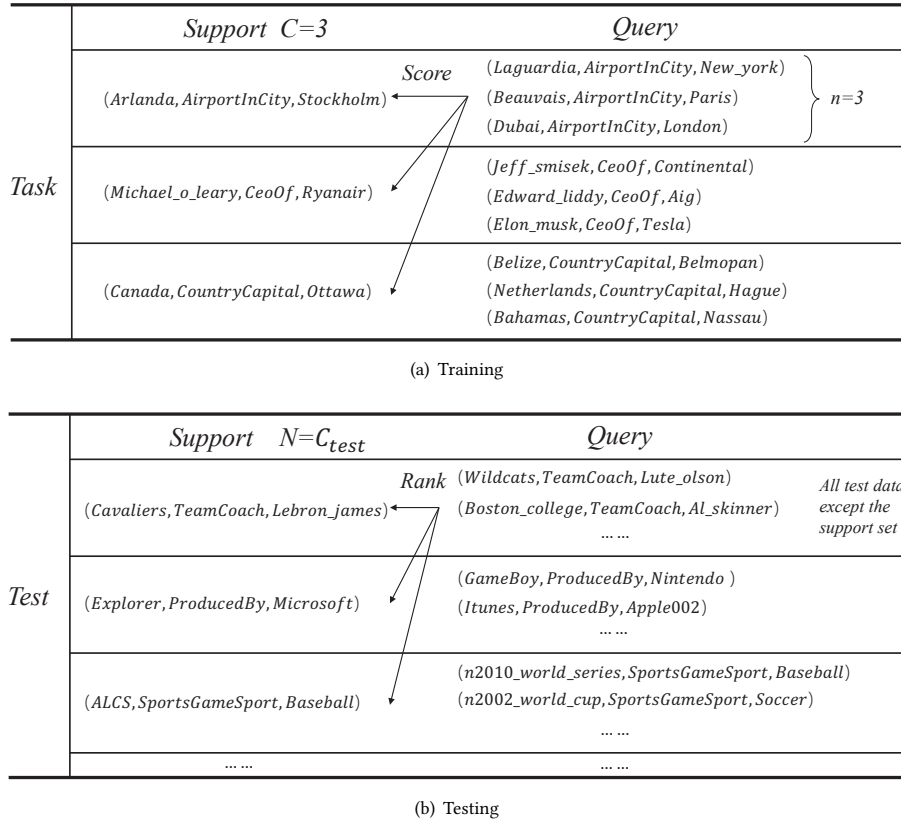 Support C=3 Query
Task
Score
(Arlanda, AirportInCity, Stockholm)
(Laguardia, AirportInCity, New_york)
(Beauvais, AirportInCity, Paris)
(Dubai, AirportInCity, London)
n=3
(Michael_o_leary, CeoOf, Ryanair)
(Jeff_smisek, CeoOf, Continental)
(Edward_liddy, CeoOf, Aig)
(Elon_musk, CeoOf, Tesla)
(Canada, CountryCapital, Ottawa)
(Belize, CountryCapital, Belmopan)
(Netherlands, CountryCapital, Hague)
(Bahamas, CountryCapital, Nassau)
(a) Training
Support N=C_test Query
Test
Rank
(Cavaliers, TeamCoach, Lebron_james)
(Wildcats, TeamCoach, Lute_olson)
(Boston_college, TeamCoach, Al_skinner)
... ...
All test data
except the
support set
(Explorer, ProducedBy, Microsoft)
(GameBoy, ProducedBy, Nintendo )
(Itunes, ProducedBy, Apple002)
... ...
(ALCS, SportsGameSport, Baseball)
(n2010_world_series, SportsGameSport, Baseball)
(n2002_world_cup, SportsGameSport, Soccer)
... ...
... ... ... ...
(b) Testing